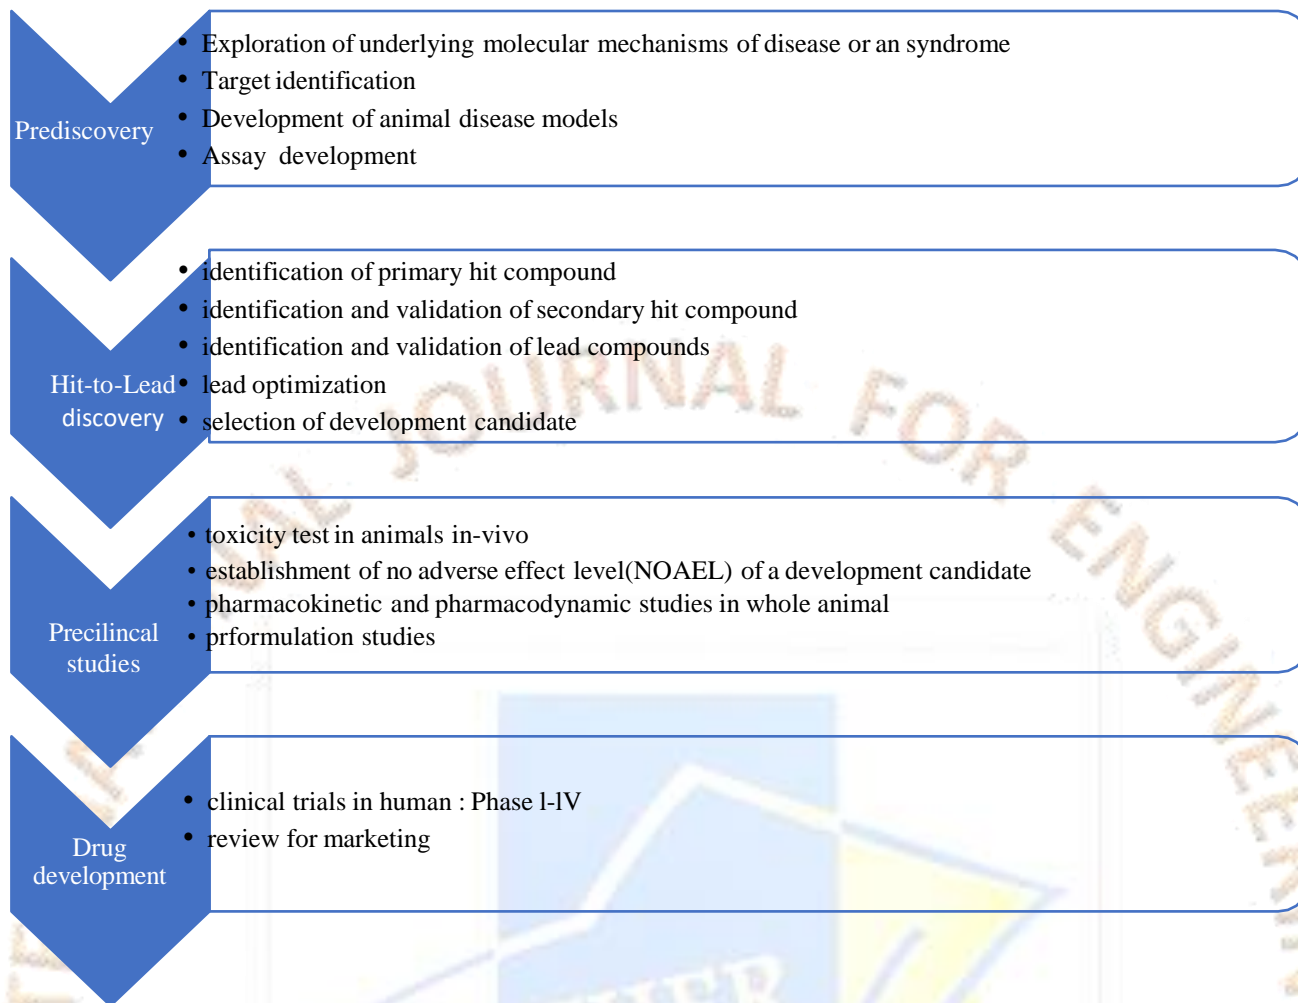 Prediscovery
• Exploration of underlying molecular mechanisms of disease or an syndrome
• Target identification
• Development of animal disease models
• Assay development
Hit-to-Lead
discovery
• identification of primary hit compound
• identification and validation of secondary hit compound
• identification and validation of lead compounds
• lead optimization
• selection of development candidate
Precilincal
studies
• toxicity test in animals in-vivo
• establishment of no adverse effect level(NOAEL) of a development candidate
• pharmacokinetic and pharmacodynamic studies in whole animal
• prformulation studies
Drug
development
• clinical trials in human : Phase l-lV
• review for marketing
NAL JOURNAL FOR ENGINEERIN